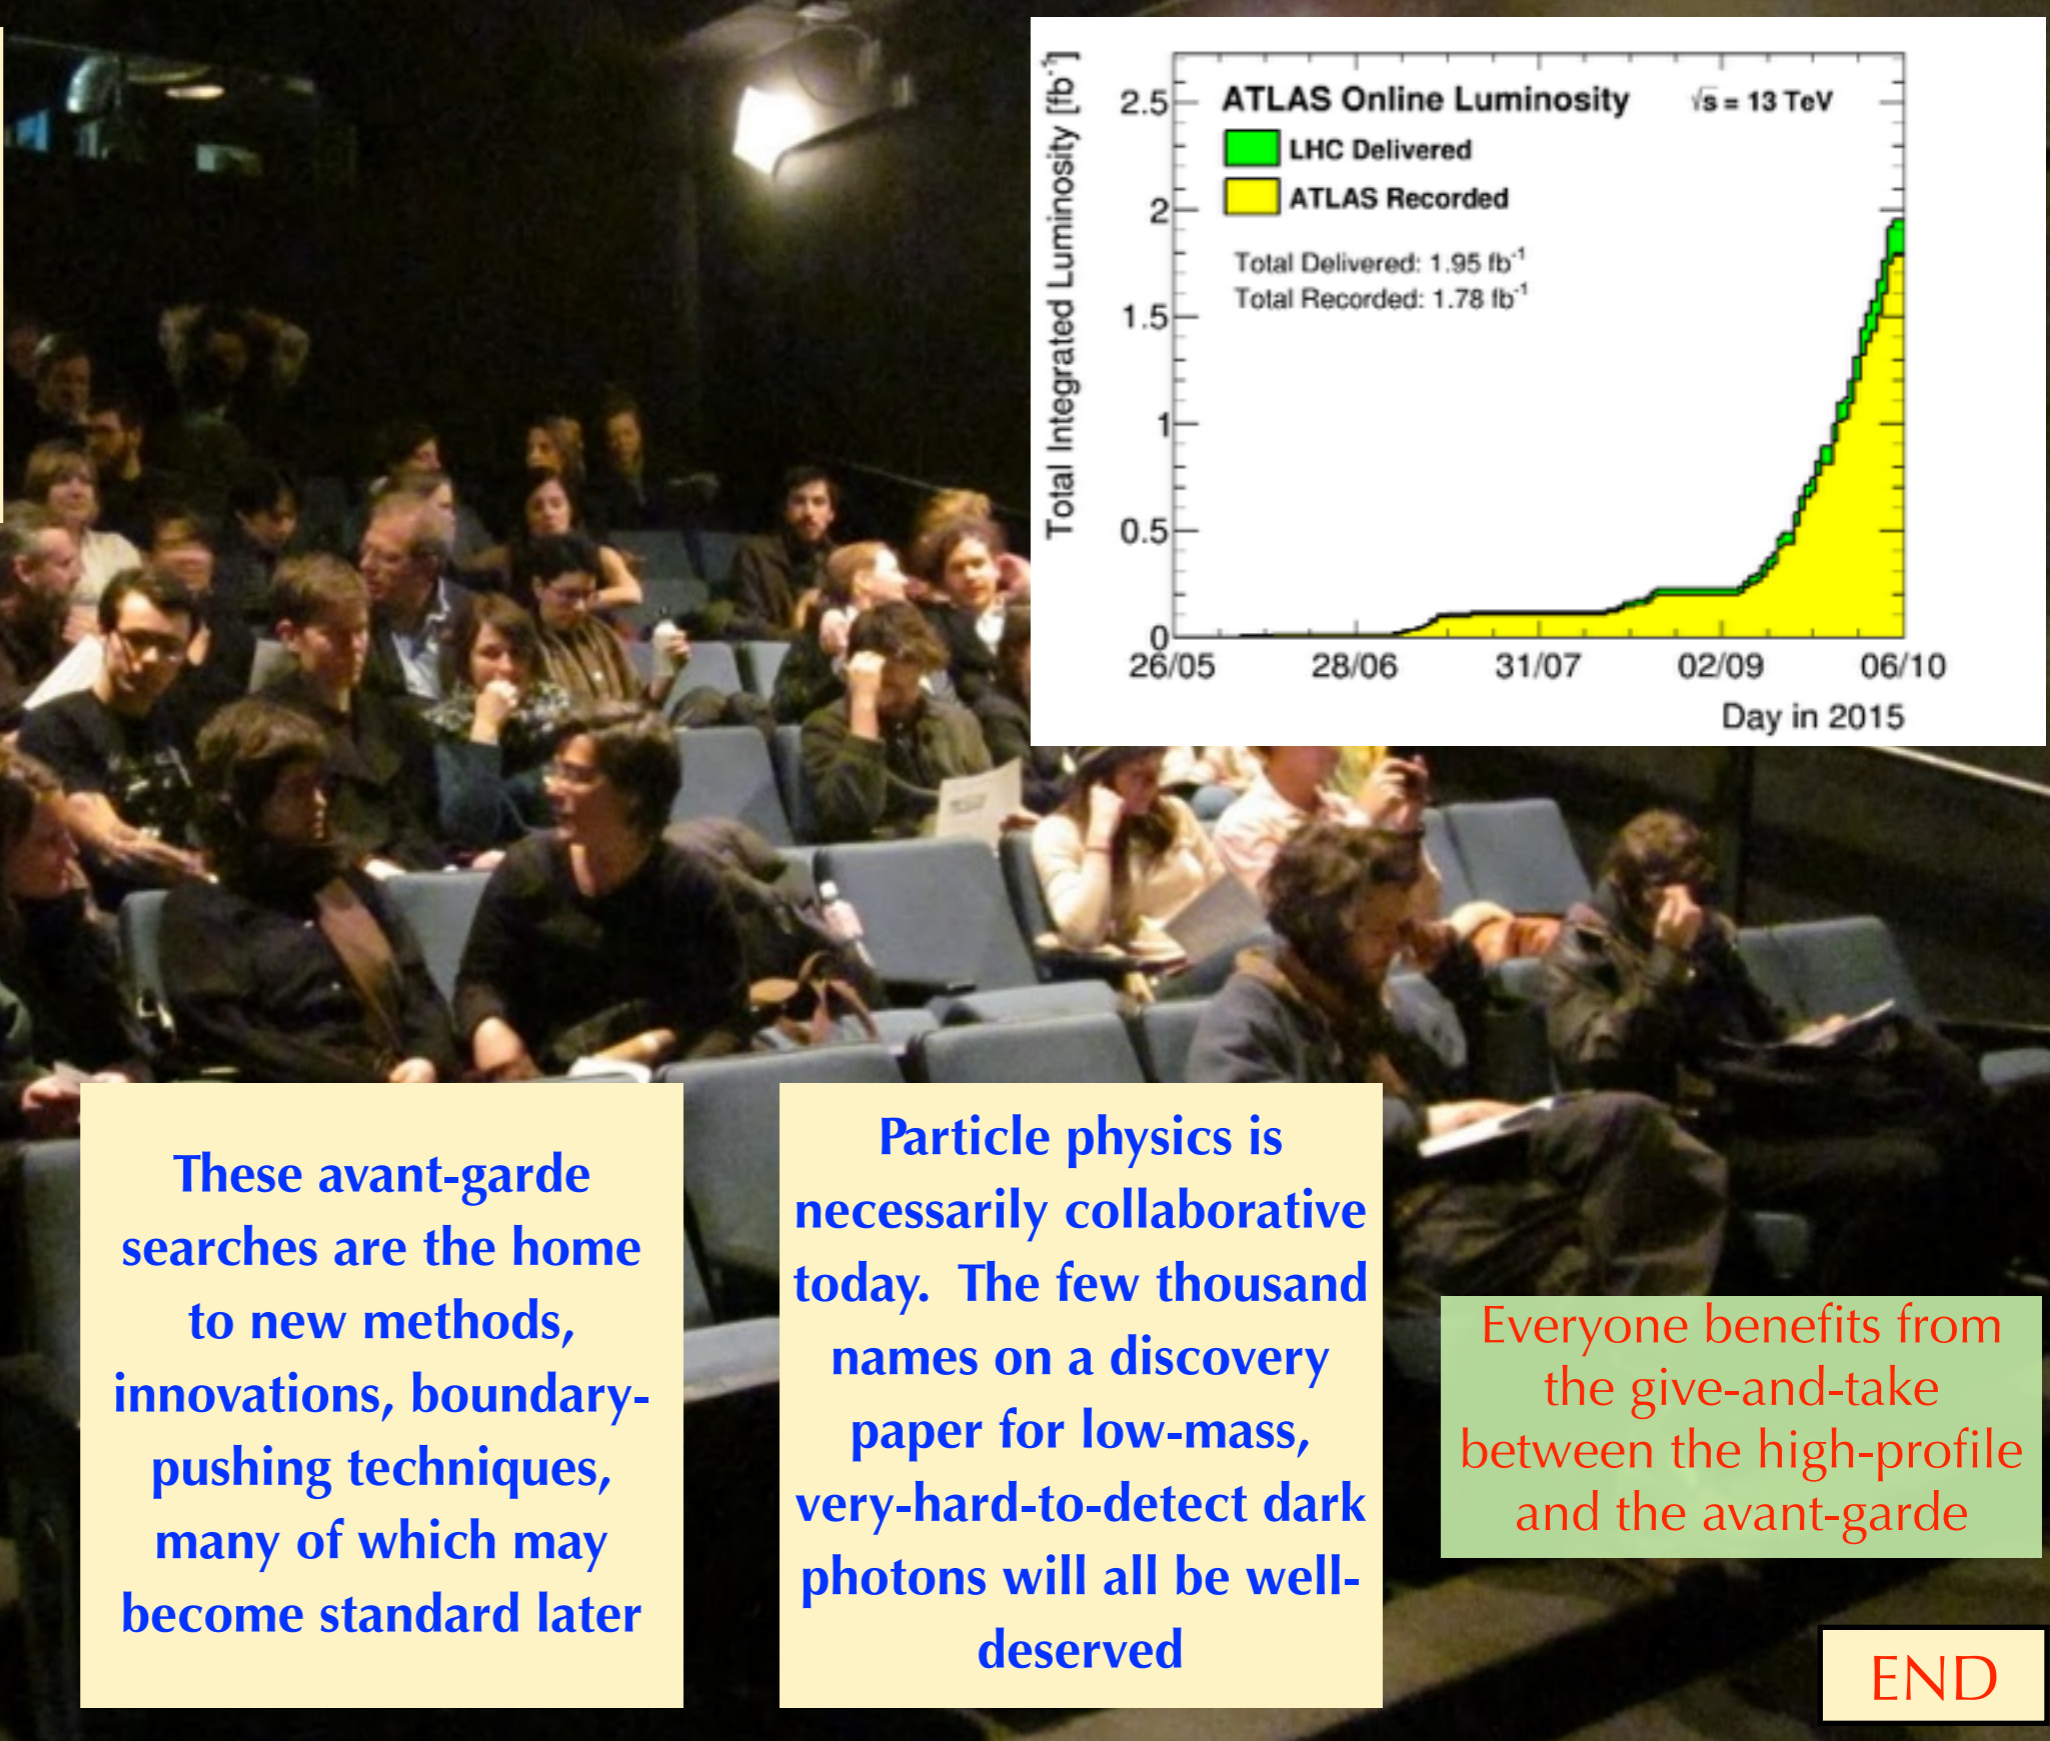 Total Integrated Luminosity [fb⁻¹]
ATLAS Online Luminosity √s = 13 TeV
LHC Delivered
ATLAS Recorded
Total Delivered: 1.95 fb⁻¹
Total Recorded: 1.78 fb⁻¹
2.5
2
1.5
1
0.5
0
26/05 28/06 31/07 02/09 06/10
Day in 2015
These avant-garde
searches are the home
to new methods,
innovations, boundary-
pushing techniques,
many of which may
become standard later
Particle physics is
necessarily collaborative
today. The few thousand
names on a discovery
paper for low-mass,
very-hard-to-detect dark
photons will all be well-
deserved
Everyone benefits from
the give-and-take
between the high-profile
and the avant-garde
END